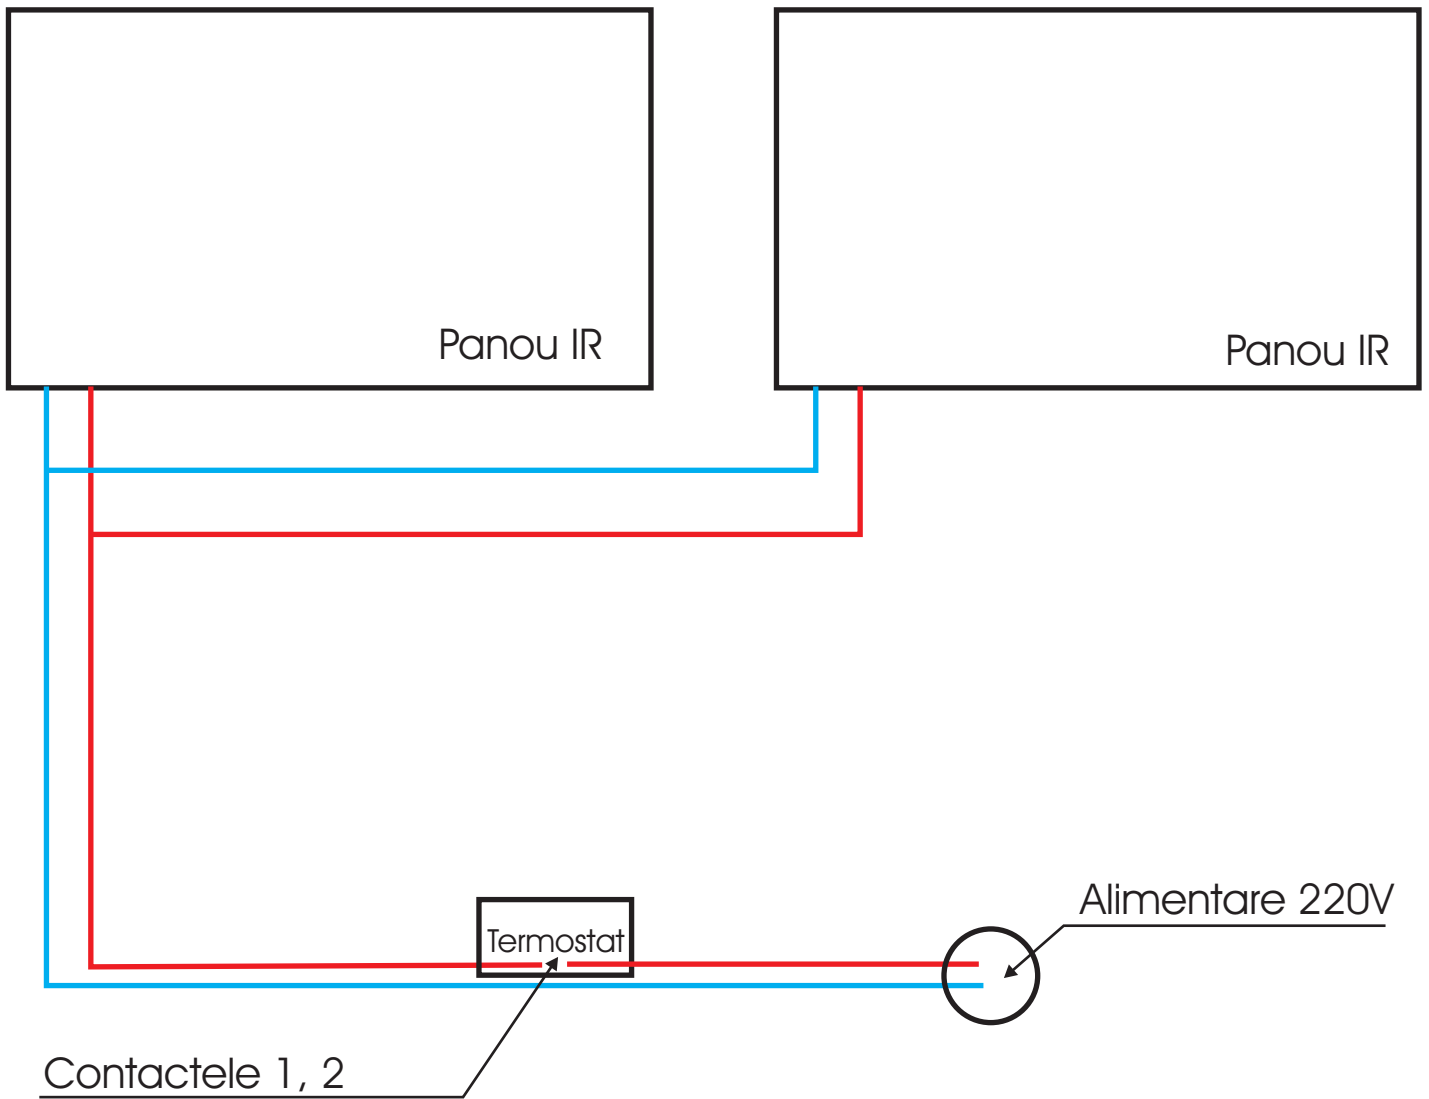 Panou IR
Panou IR
Alimentare 220V
Termostat
Contactele 1, 2